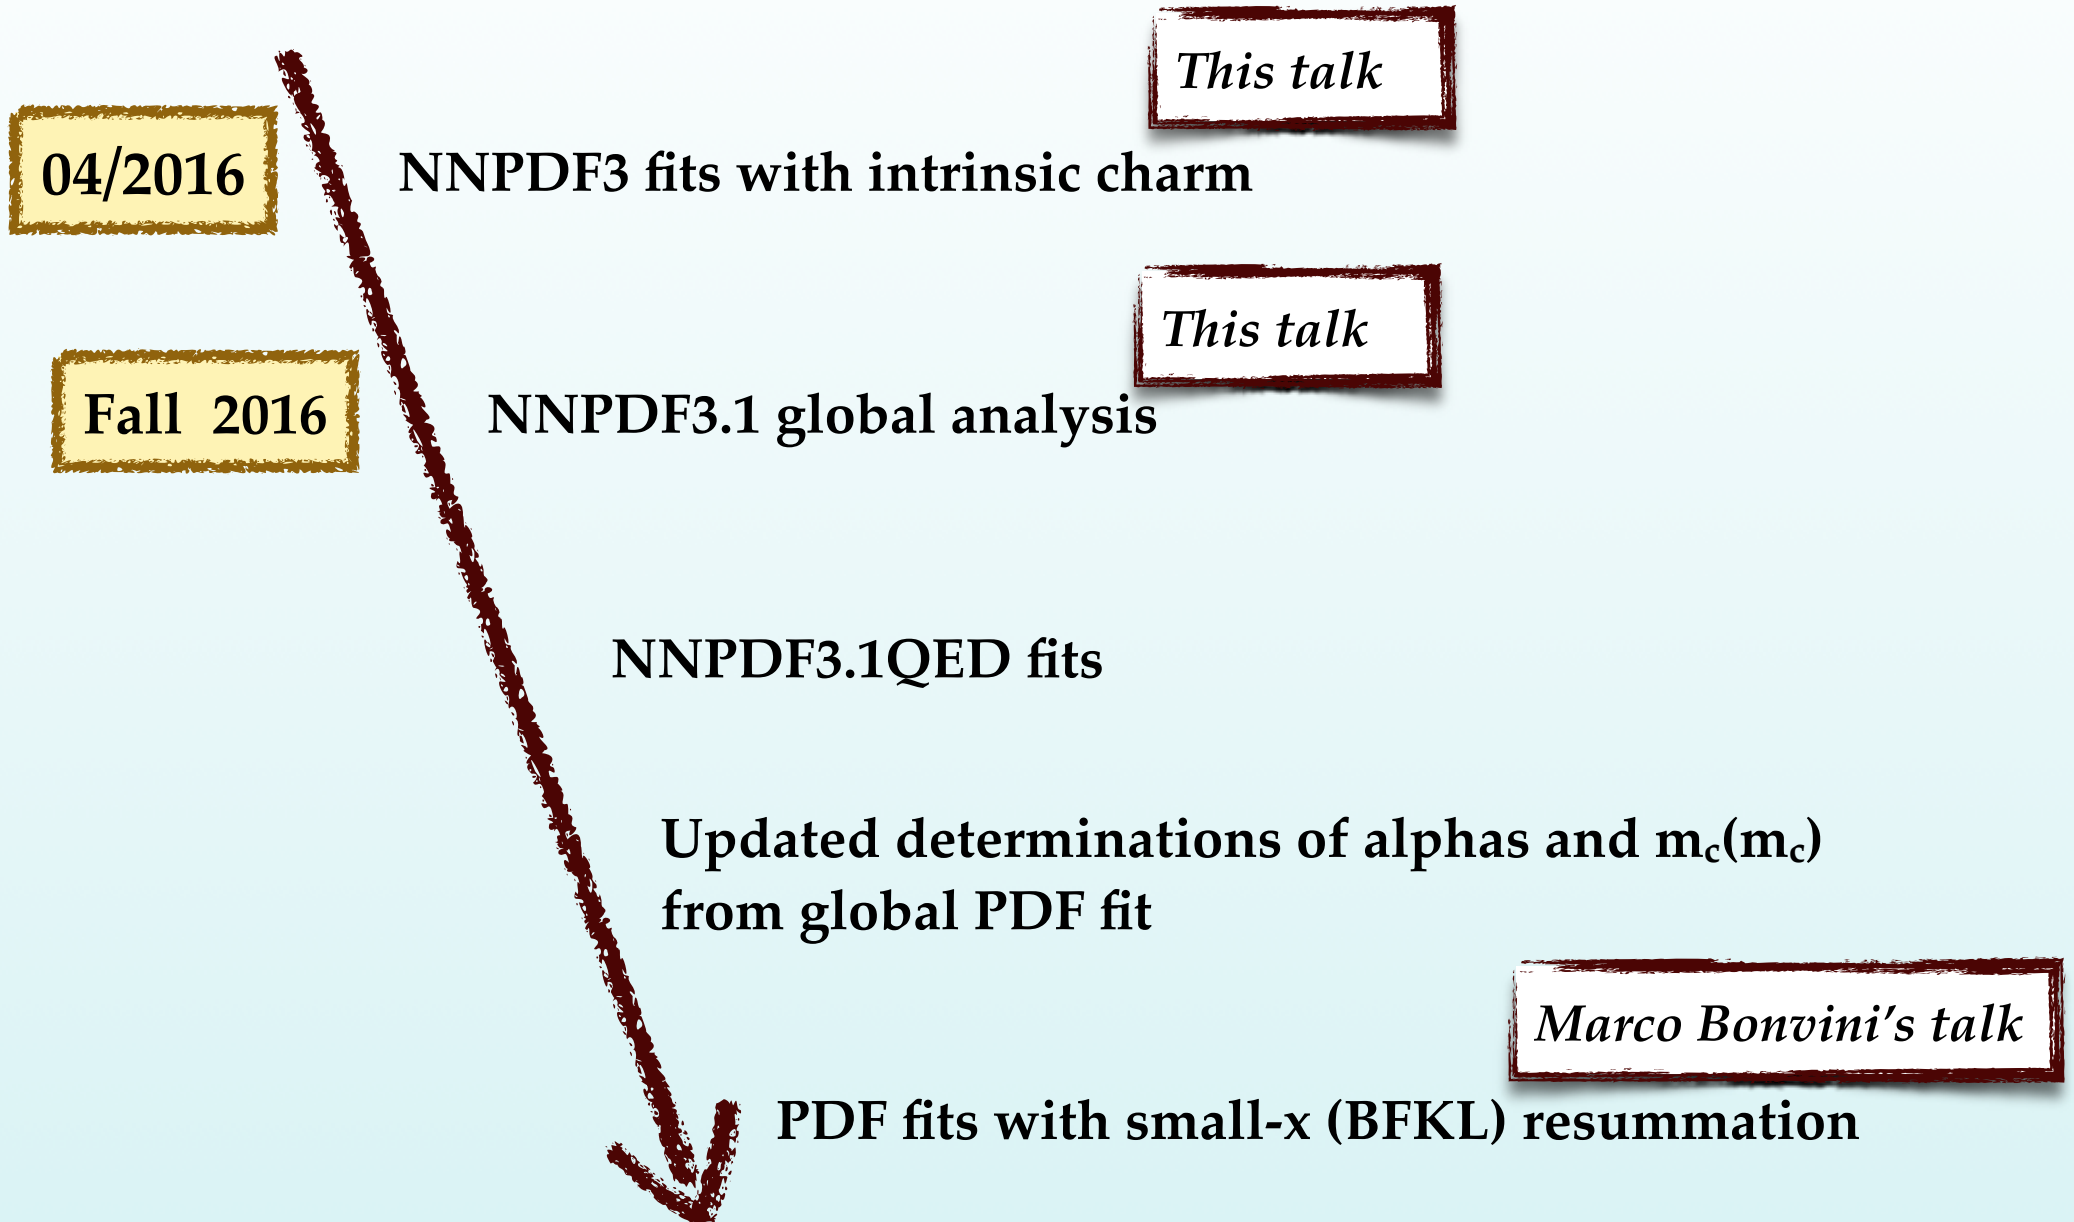 This talk
04/2016
NNPDF3 fits with intrinsic charm
This talk
Fall 2016
NNPDF3.1 global analysis
NNPDF3.1QED fits
Updated determinations of alphas and mc(mc)
from global PDF fit
Marco Bonvini’s talk
PDF fits with small-x (BFKL) resummation